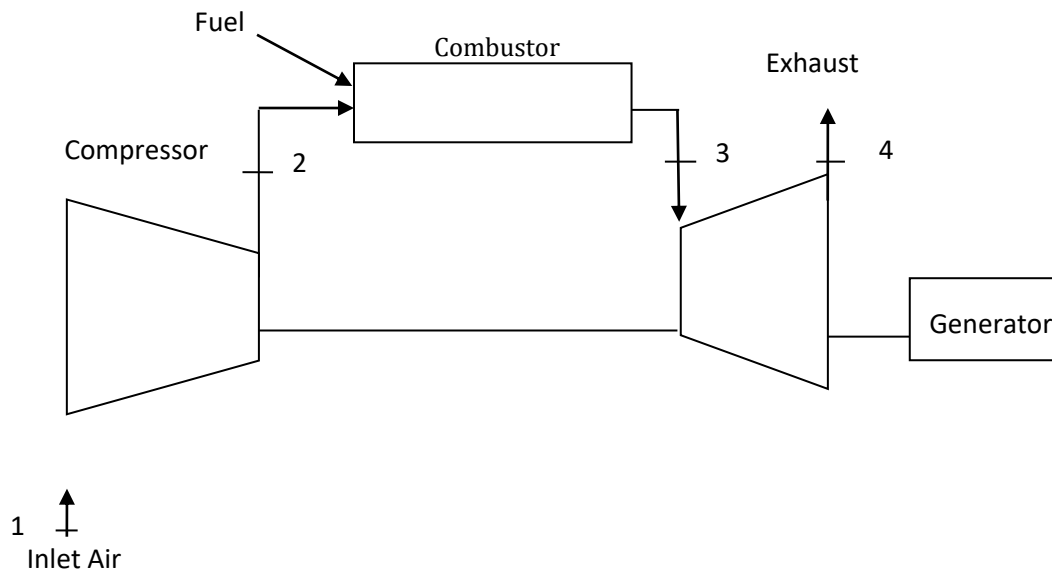 Fuel
Combustor
Exhaust
Compressor
2
3
4
Generator
1
Inlet Air